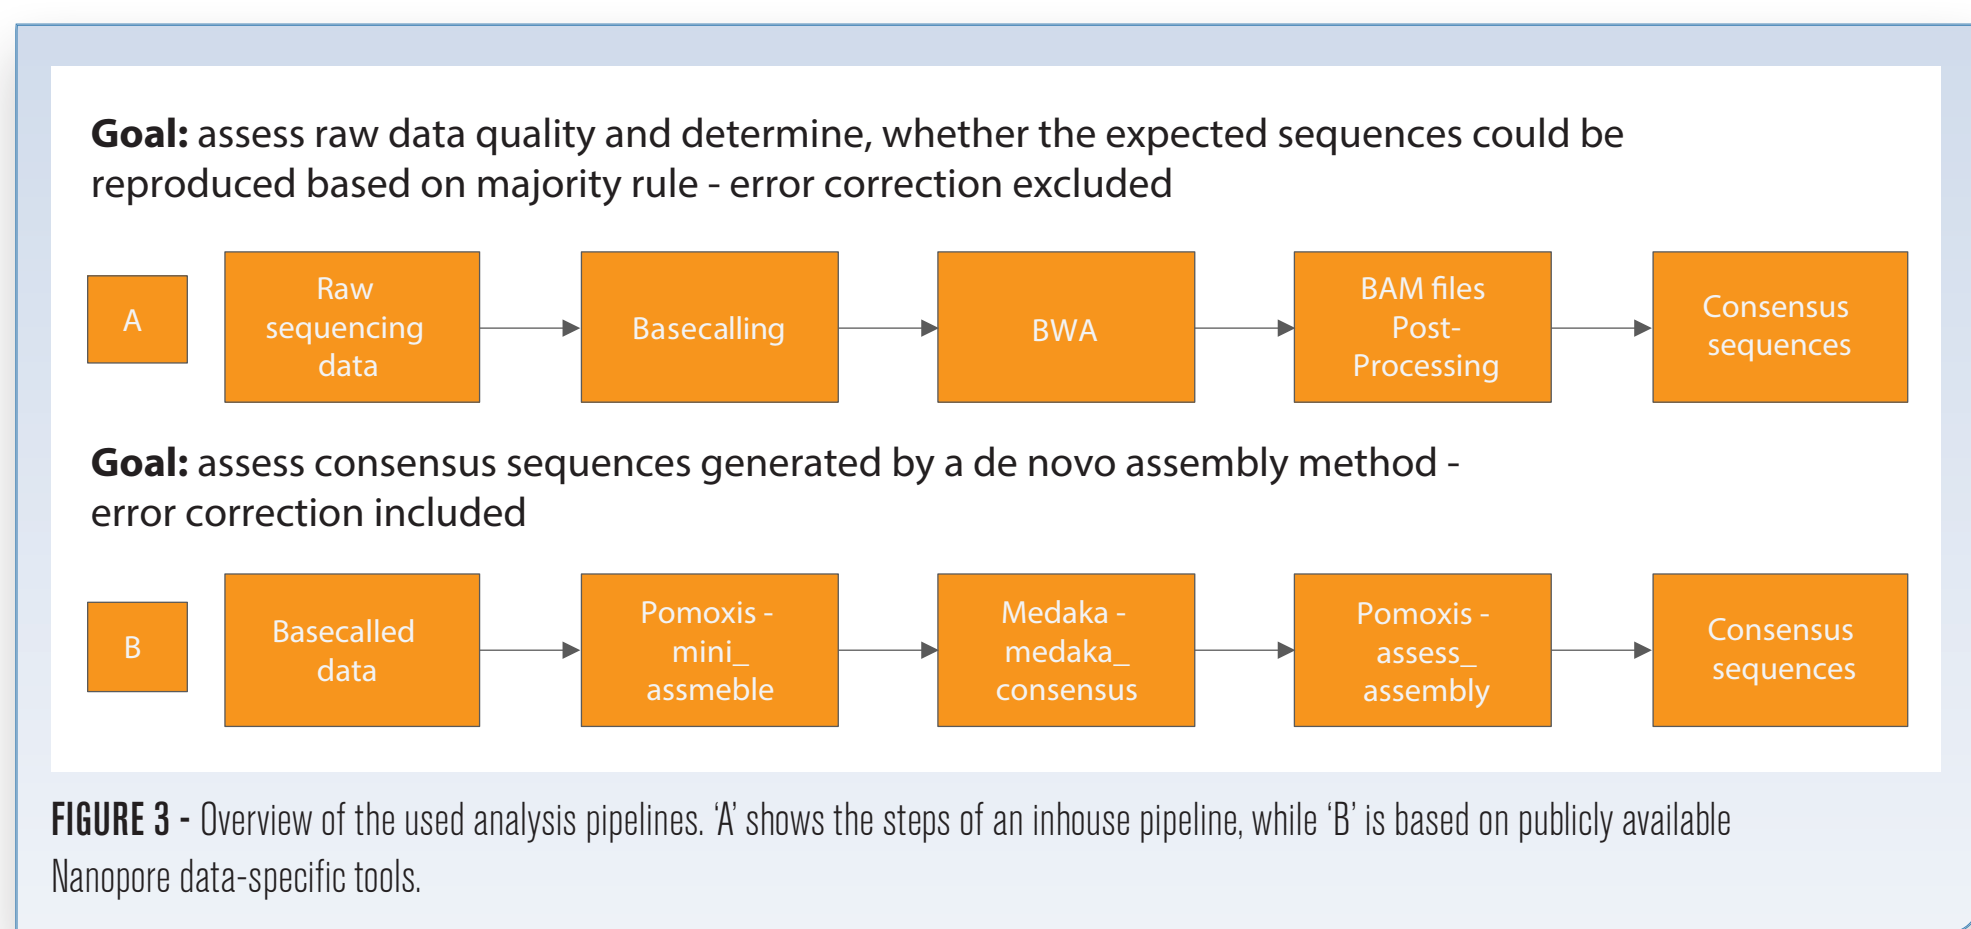 Goal: assess raw data quality and determine, whether the expected sequences could be
reproduced based on majority rule - error correction excluded
A
Raw
sequencing
data
Basecalling
BWA
BAM files
Post-
Processing
Consensus
sequences
Goal: assess consensus sequences generated by a de novo assembly method -
error correction included
B
Basecalled
data
Pomoxis -
mini_
assmeble
Medaka -
medaka_
consensus
Pomoxis -
assess_
assembly
Consensus
sequences
FIGURE 3 - Overview of the used analysis pipelines. ‘A’ shows the steps of an inhouse pipeline, while ‘B’ is based on publicly available
Nanopore data-specific tools.